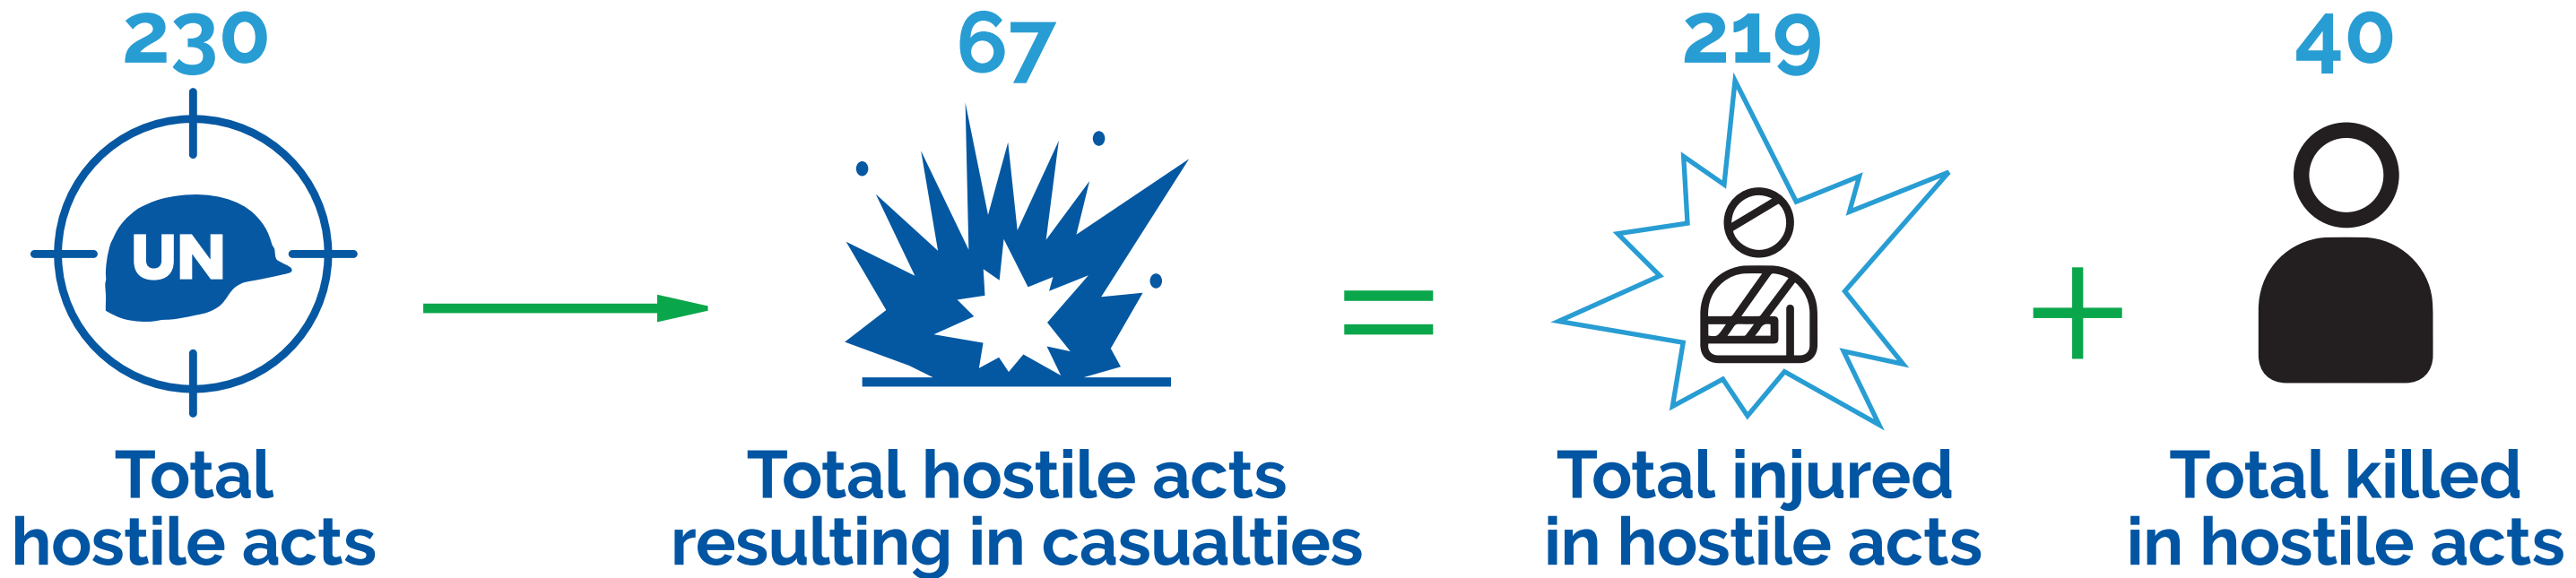 230
UN
Total
hostile acts
67
Total hostile acts
resulting in casualties
=
219
Total injured
in hostile acts
+
40
Total killed
in hostile acts